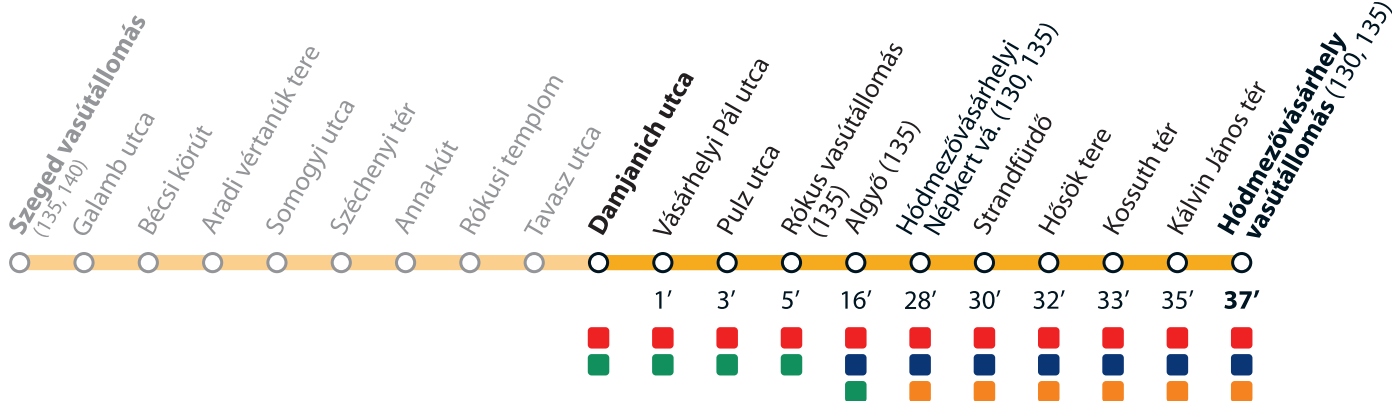 Szeged vasútállomás
(135, 140)
Galamb utca
Bécsi körút
Aradi vértanúk tere
Somogyi utca
Széchenyi tér
Anna-kút
Rókusi templom
Tavasz utca
Damjanich utca
Vásárhelyi Pál utca
Pulz utca
Rókus vasútállomás
(135)
Algyő (135)
Hódmezővásárhelyi
Népkert vá. (130, 135)
Strandfürdő
Hősök tere
Kossuth tér
Kálvin János tér
Hódmezővásárhely
vasútállomás (130, 135)
1’ 3’ 5’ 16’ 28’ 30’ 32’ 33’ 35’ 37’